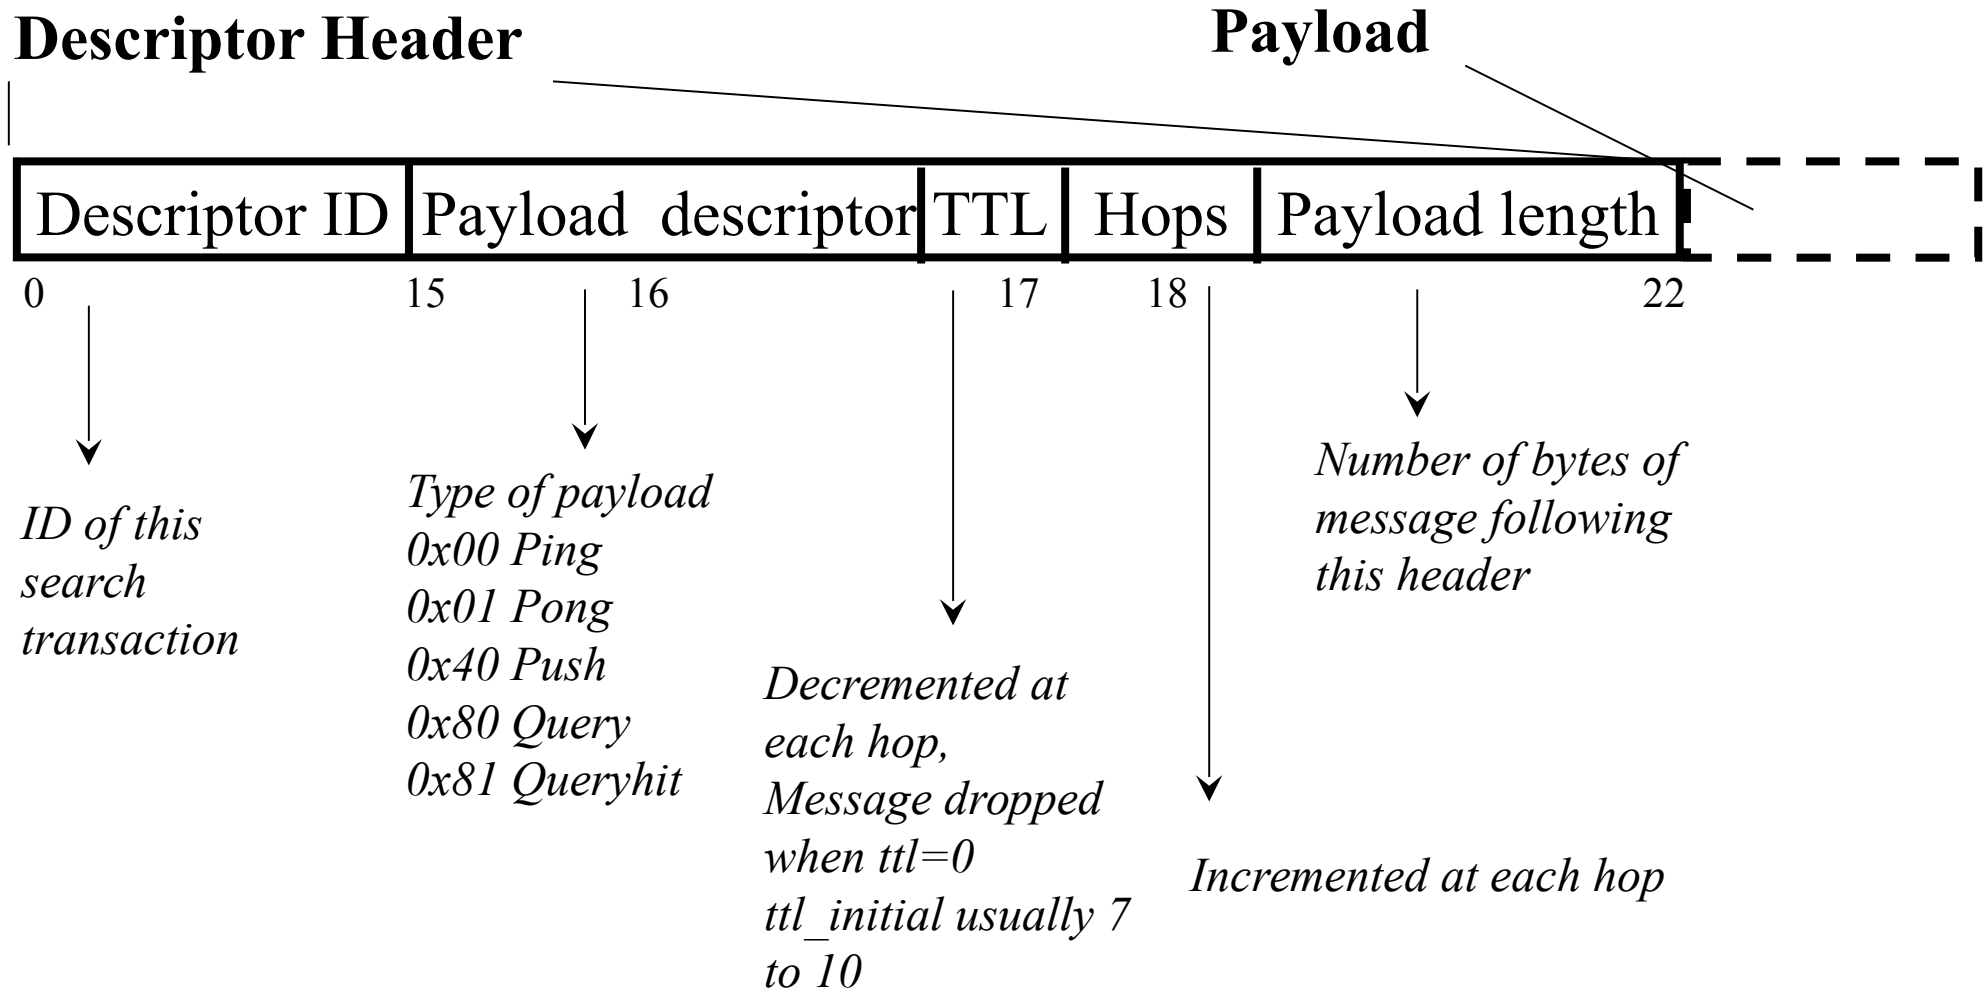 Descriptor Header
Payload
Descriptor ID
Payload descriptor
TTL
Hops
Payload length
0
15
16
17
18
22
ID of this
search
transaction
Type of payload
0x00 Ping
0x01 Pong
0x40 Push
0x80 Query
0x81 Queryhit
Decremented at
each hop,
Message dropped
when ttl=0
ttl_initial usually 7
to 10
Incremented at each hop
Number of bytes of
message following
this header